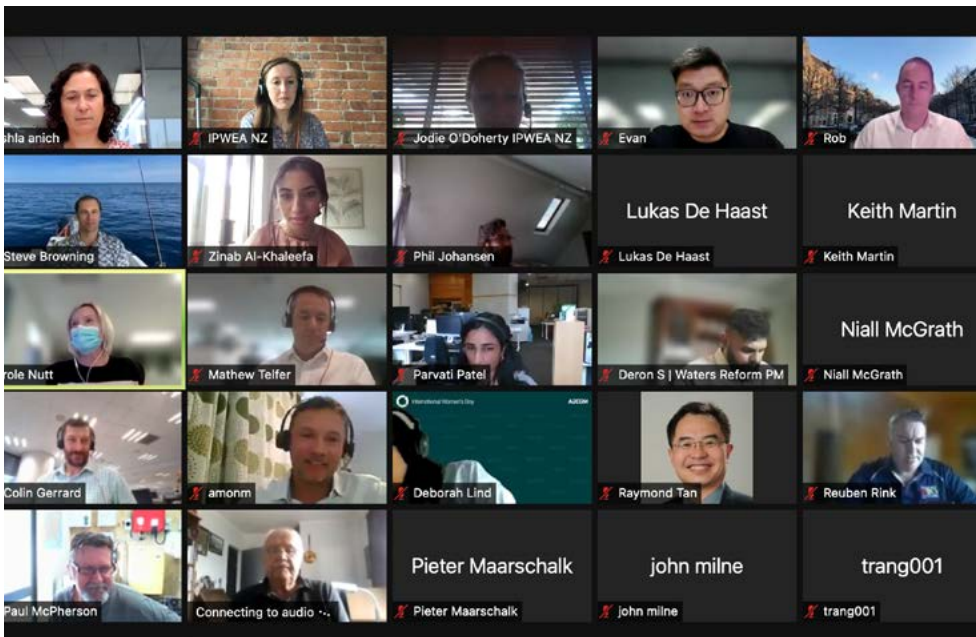 shla anich
IPWEA NZ
Jodie O'Doherty IPWEA NZ
Evan
Rob
Steve Browning
Zinab Al-Khaleefa
Phil Johansen
Lukas De Haast
Lukas De Haast
Keith Martin
Keith Martin
role Nutt
Mathew Telfer
Parvati Patel
Deron S | Waters Reform PM
Niall McGrath
Niall McGrath
Colin Gerrard
amonm
International Women's Day
AECOM
Deborah Lind
Raymond Tan
Reuben Rink
Paul McPherson
Connecting to audio ·..
Pieter Maarschalk
Pieter Maarschalk
john milne
john milne
trang001
trang001